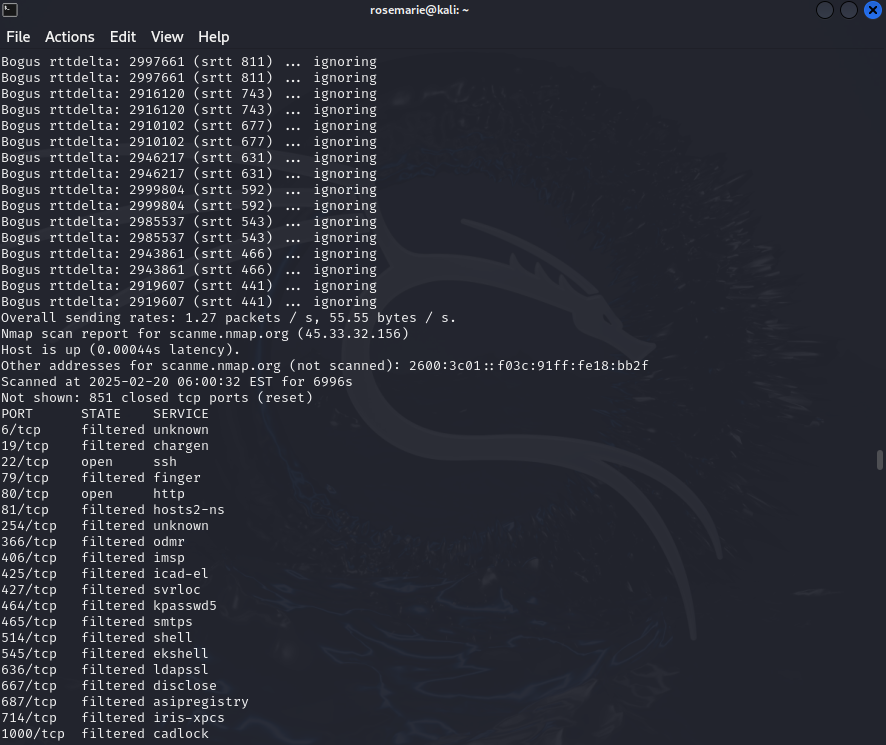 rosemarie@kali: ~
File Actions Edit View Help
Bogus rttdelta: 2997661 (srtt 811) ... ignoring
Bogus rttdelta: 2997661 (srtt 811) ... ignoring
Bogus rttdelta: 2916120 (srtt 743) ... ignoring
Bogus rttdelta: 2916120 (srtt 743) ... ignoring
Bogus rttdelta: 2910102 (srtt 677) ... ignoring
Bogus rttdelta: 2910102 (srtt 677) ... ignoring
Bogus rttdelta: 2946217 (srtt 631) ... ignoring
Bogus rttdelta: 2946217 (srtt 631) ... ignoring
Bogus rttdelta: 2999804 (srtt 592) ... ignoring
Bogus rttdelta: 2999804 (srtt 592) ... ignoring
Bogus rttdelta: 2985537 (srtt 543) ... ignoring
Bogus rttdelta: 2985537 (srtt 543) ... ignoring
Bogus rttdelta: 2943861 (srtt 466) ... ignoring
Bogus rttdelta: 2943861 (srtt 466) ... ignoring
Bogus rttdelta: 2919607 (srtt 441) ... ignoring
Bogus rttdelta: 2919607 (srtt 441) ... ignoring
Overall sending rates: 1.27 packets / s, 55.55 bytes / s.
Nmap scan report for scanme.nmap.org (45.33.32.156)
Host is up (0.00044s latency).
Other addresses for scanme.nmap.org (not scanned): 2600:3c01::f03c:91ff:fe18:bb2f
Scanned at 2025-02-20 06:00:32 EST for 6996s
Not shown: 851 closed tcp ports (reset)
PORT STATE SERVICE
6/tcp filtered unknown
19/tcp filtered chargen
22/tcp open ssh
79/tcp filtered finger
80/tcp open http
81/tcp filtered hosts2-ns
254/tcp filtered unknown
366/tcp filtered odmr
406/tcp filtered imsp
425/tcp filtered icad-el
427/tcp filtered svrloc
464/tcp filtered kpasswd5
465/tcp filtered smtps
514/tcp filtered shell
545/tcp filtered ekshell
636/tcp filtered ldapssl
667/tcp filtered disclose
687/tcp filtered asipregistry
714/tcp filtered iris-xpcs
1000/tcp filtered cadlock